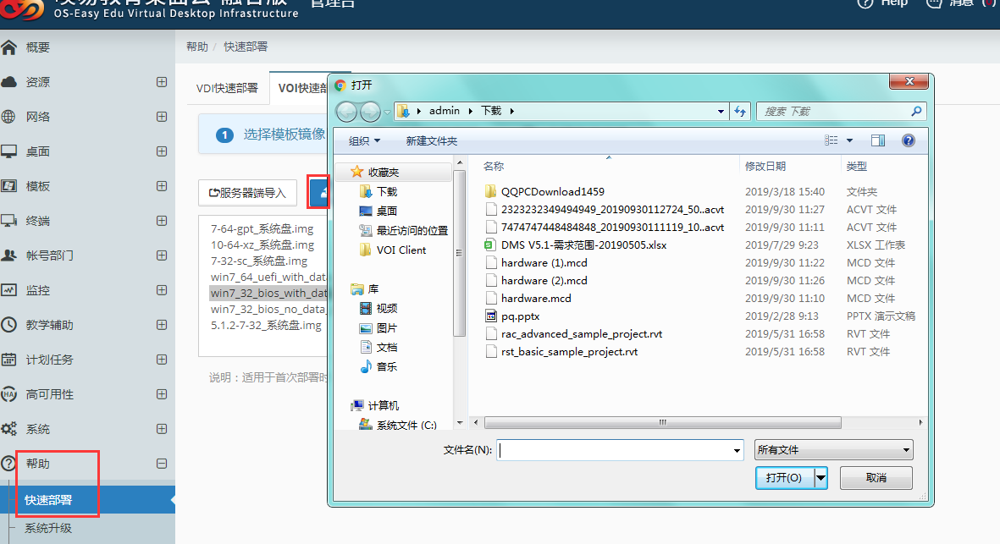 噢易教育桌面云 融合版 管理台
OS-Easy Edu Virtual Desktop Infrastructure
Help 消息
概要
资源
网络
桌面
模板
终端
帐号部门
监控
教学辅助
计划任务
高可用性
系统
帮助
快速部署
系统升级
帮助 / 快速部署
VDI快速部署
VOI快速部
1 选择模板镜像
服务器端导入
7-64-gpt_系统盘.img
10-64-xz_系统盘.img
7-32-sc_系统盘.img
win7_64_uefi_with_dat
win7_32_bios_with_dat
win7_32_bios_no_data_
5.1.2-7-32_系统盘.img
说明：适用于首次部署时
打开
admin 下载
搜索 下载
组织 新建文件夹
收藏夹
下载
桌面
最近访问的位置
VOI Client
库
视频
图片
文档
音乐
计算机
系统文件 (C:)
名称 修改日期 类型
QQPCDownload1459 2019/3/18 15:40 文件夹
2323232349494949_20190930112724_50..acvt 2019/9/30 11:27 ACVT 文件
7474747448484848_20190930111119_10..acvt 2019/9/30 11:11 ACVT 文件
DMS V5.1-需求范围-20190505.xlsx 2019/7/29 9:23 XLSX 工作表
hardware (1).mcd 2019/9/30 11:22 MCD 文件
hardware (2).mcd 2019/9/30 11:26 MCD 文件
hardware.mcd 2019/9/30 11:10 MCD 文件
pq.pptx 2019/2/28 9:13 PPTX 演示文稿
rac_advanced_sample_project.rvt 2019/5/31 16:58 RVT 文件
rst_basic_sample_project.rvt 2019/5/31 16:58 RVT 文件
文件名(N):
所有文件
打开(O)
取消